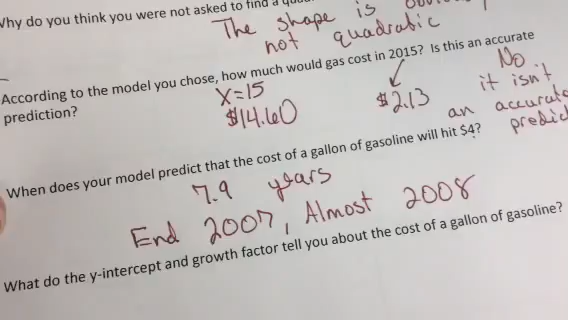 Why do you think you were not asked to find a
The shape is
not quadratic
According to the model you chose, how much would gas cost in 2015? Is this an accurate
prediction?
X=15
$14.60
$2.13
No
it isn't
an accurate
When does your model predict that the cost of a gallon of gasoline will hit $4?
7.9 years
End 2007, Almost 2008
What do the y-intercept and growth factor tell you about the cost of a gallon of gasoline?